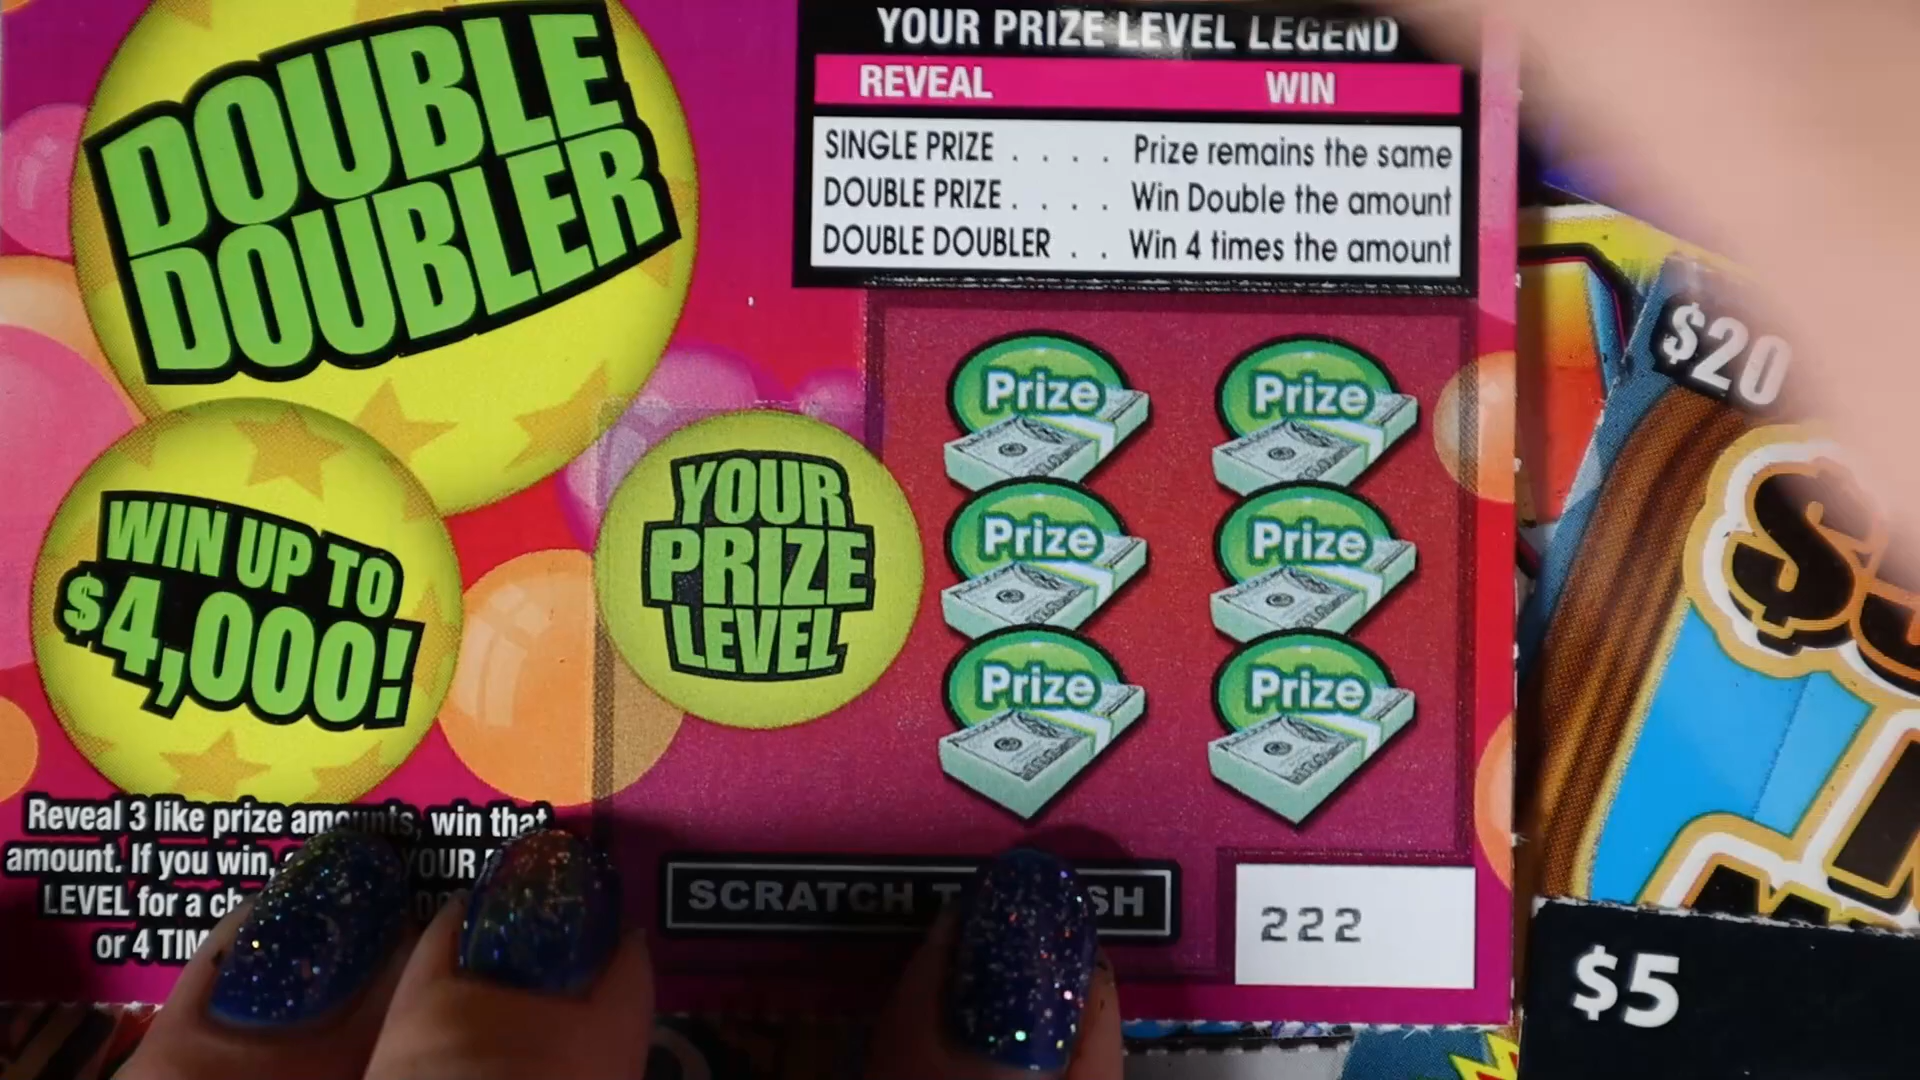 DOUBLE
DOUBLER
WIN UP TO
$4,000!
Reveal 3 like prize amounts, win that
amount. If you win, YOUR
LEVEL for a
or 4
YOUR PRIZE LEVEL LEGEND
REVEAL WIN
SINGLE PRIZE . . . . Prize remains the same
DOUBLE PRIZE . . . . Win Double the amount
DOUBLE DOUBLER . . Win 4 times the amount
YOUR
PRIZE
LEVEL
Prize Prize
Prize Prize
Prize Prize
SCRATCH
222
$20
$5